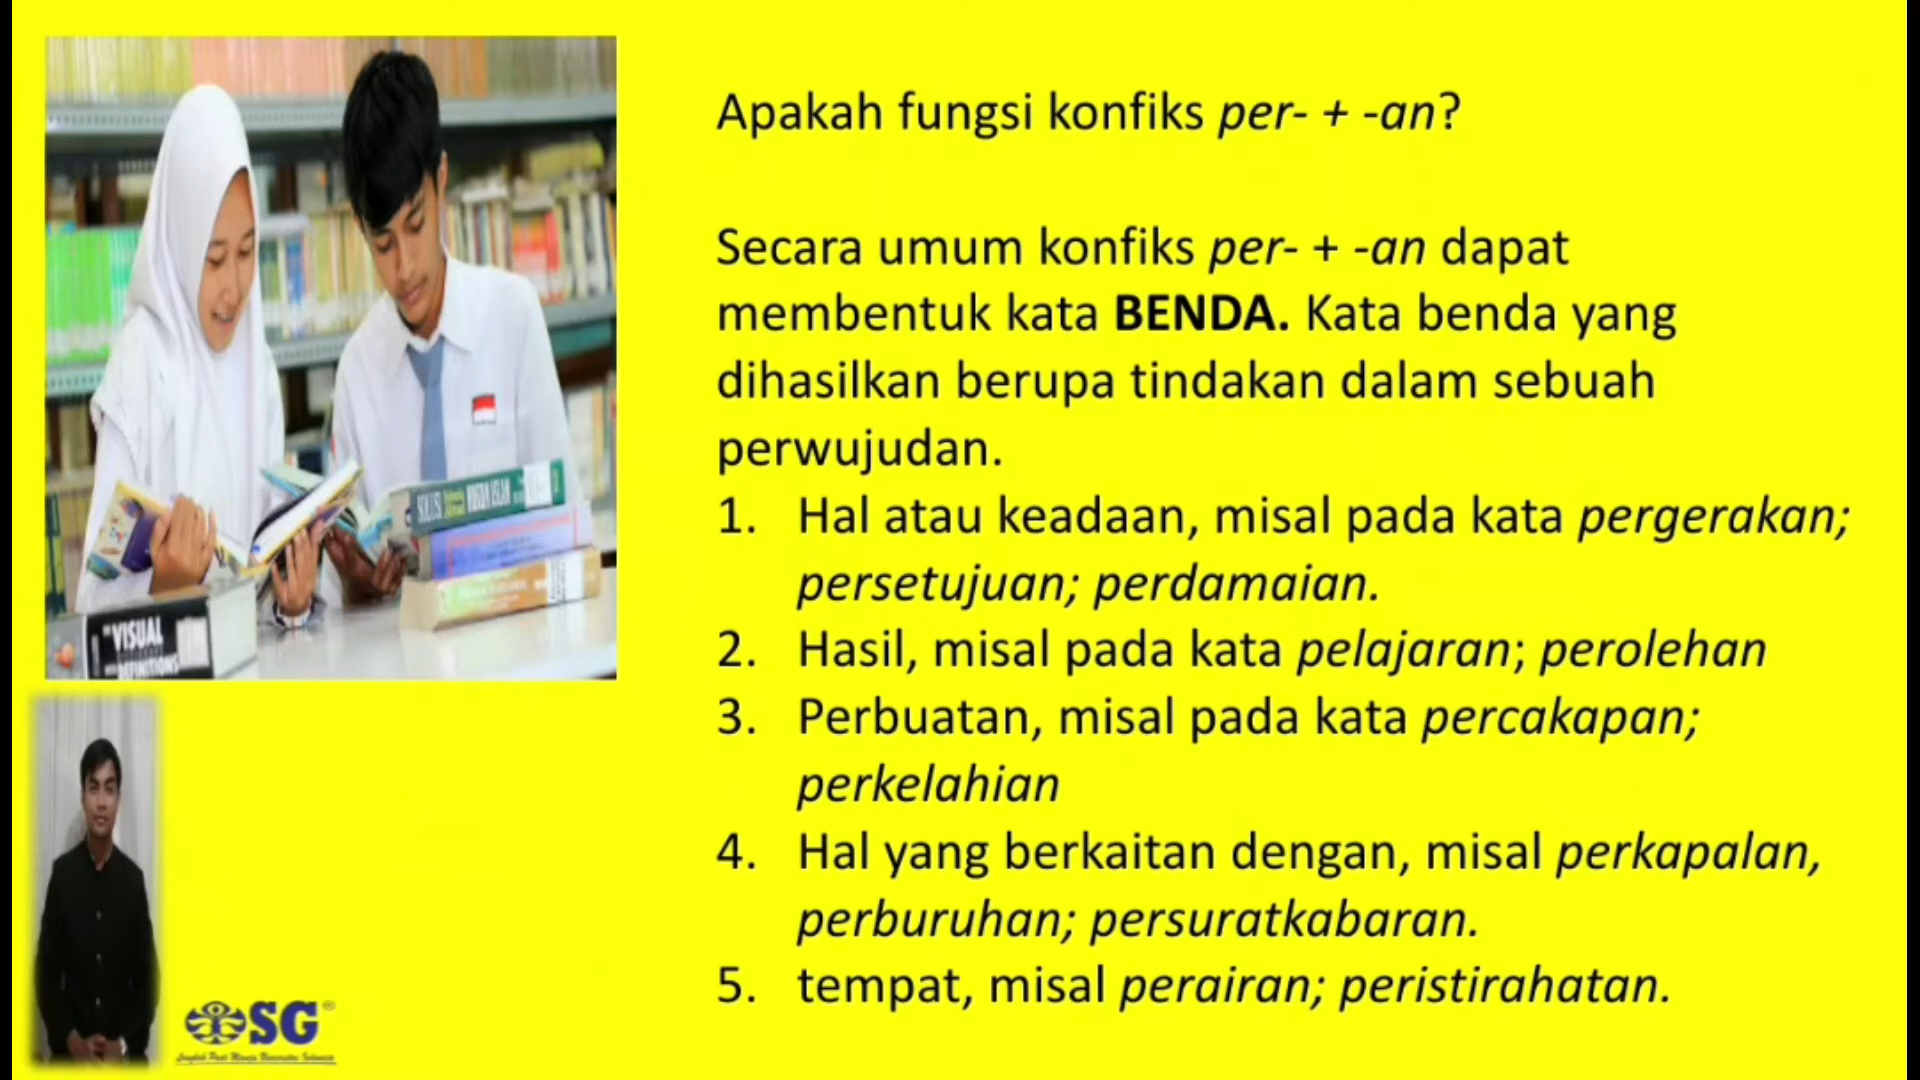 Apakah fungsi konfiks per- + -an?
Secara umum konfiks per- + -an dapat
membentuk kata BENDA. Kata benda yang
dihasilkan berupa tindakan dalam sebuah
perwujudan.
1. Hal atau keadaan, misal pada kata pergerakan;
persetujuan; perdamaian.
2. Hasil, misal pada kata pelajaran; perolehan
3. Perbuatan, misal pada kata percakapan;
perkelahian
4. Hal yang berkaitan dengan, misal perkapalan,
perburuhan; persuratkabaran.
5. tempat, misal perairan; peristirahatan.
VISUAL
DEFINITIONS
SG